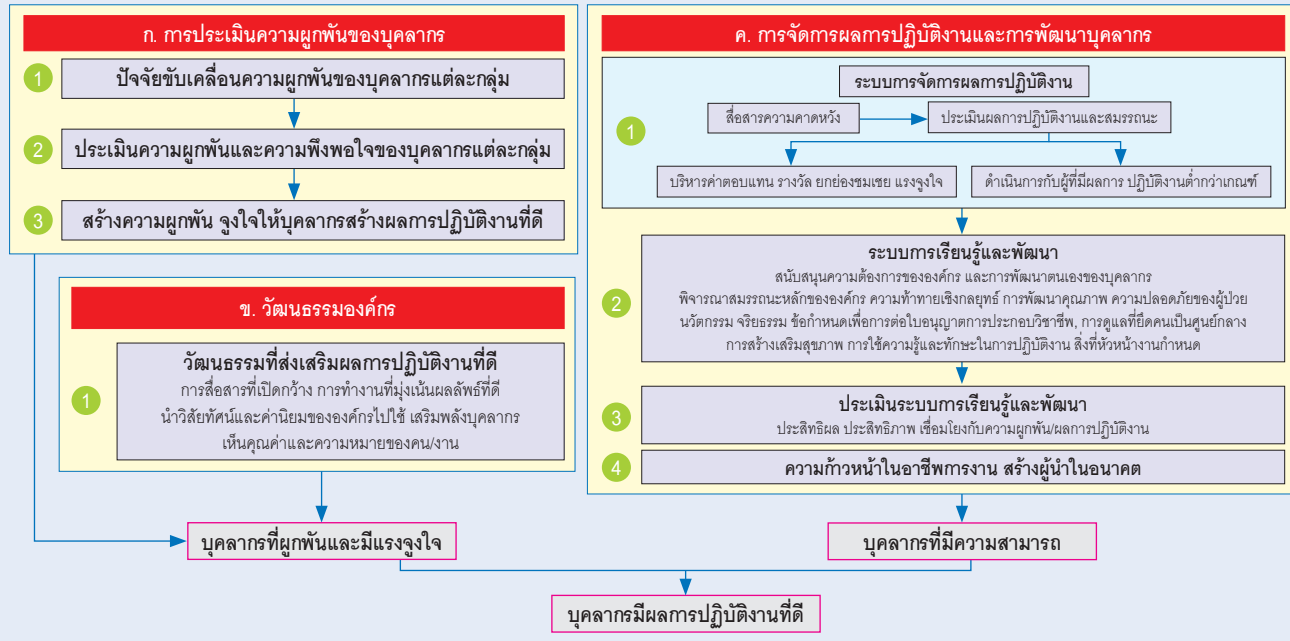 ก. การประเมินความผูกพันของบุคลากร
1
ปัจจัยขับเคลื่อนความผูกพันของบุคลากรแต่ละกลุ่ม
2
ประเมินความผูกพันและความพึงพอใจของบุคลากรแต่ละกลุ่ม
3
สร้างความผูกพัน จูงใจให้บุคลากรสร้างผลการปฏิบัติงานที่ดี
ข. วัฒนธรรมองค์กร
1
วัฒนธรรมที่ส่งเสริมผลการปฏิบัติงานที่ดี
การสื่อสารที่เปิดกว้าง การทำงานที่มุ่งเน้นผลลัพธ์ที่ดี
นำวิสัยทัศน์และค่านิยมขององค์กรไปใช้ เสริมพลังบุคลากร
เห็นคุณค่าและความหมายของคน/งาน
ค. การจัดการผลการปฏิบัติงานและการพัฒนาบุคลากร
1
ระบบการจัดการผลการปฏิบัติงาน
สื่อสารความคาดหวัง
ประเมินผลการปฏิบัติงานและสมรรถนะ
บริหารค่าตอบแทน รางวัล ยกย่องชมเชย แรงจูงใจ
ดำเนินการกับผู้ที่มีผลการ ปฏิบัติงานต่ำกว่าเกณฑ์
2
ระบบการเรียนรู้และพัฒนา
สนับสนุนความต้องการขององค์กร และการพัฒนาตนเองของบุคลากร
พิจารณาสมรรถนะหลักขององค์กร ความท้าทายเชิงกลยุทธ์ การพัฒนาคุณภาพ ความปลอดภัยของผู้ป่วย
นวัตกรรม จริยธรรม ข้อกำหนดเพื่อการต่อใบอนุญาตการประกอบวิชาชีพ, การดูแลที่ยึดคนเป็นศูนย์กลาง
การสร้างเสริมสุขภาพ การใช้ความรู้และทักษะในการปฏิบัติงาน สิ่งที่หัวหน้างานกำหนด
3
ประเมินระบบการเรียนรู้และพัฒนา
ประสิทธิผล ประสิทธิภาพ เชื่อมโยงกับความผูกพัน/ผลการปฏิบัติงาน
4
ความก้าวหน้าในอาชีพการงาน สร้างผู้นำในอนาคต
บุคลากรที่ผูกพันและมีแรงจูงใจ
บุคลากรที่มีความสามารถ
บุคลากรมีผลการปฏิบัติงานที่ดี